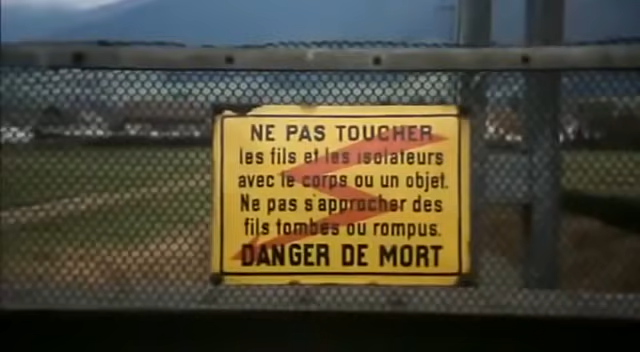 NE PAS TOUCHER
les fils et les isolateurs
avec le corps ou un objet.
Ne pas s'approcher des
fils tombés ou rompus.
DANGER DE MORT